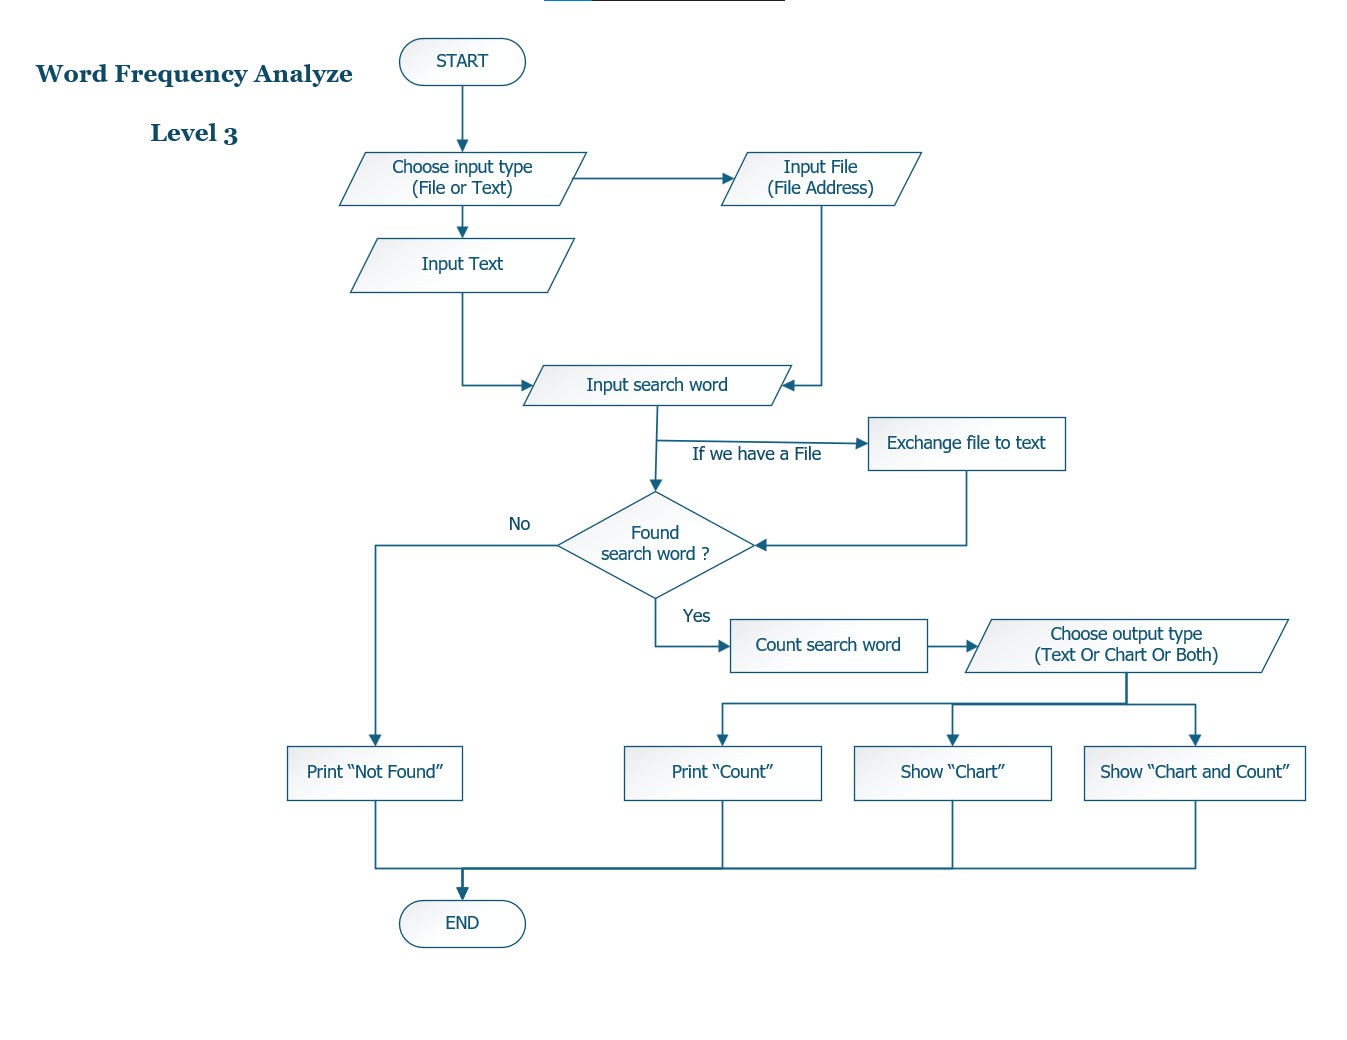 Word Frequency Analyze
Level 3
START
Choose input type
(File or Text)
Input File
(File Address)
Input Text
Input search word
If we have a File
Exchange file to text
No
Found
search word ?
Yes
Count search word
Choose output type
(Text Or Chart Or Both)
Print “Not Found”
Print “Count”
Show “Chart”
Show “Chart and Count”
END